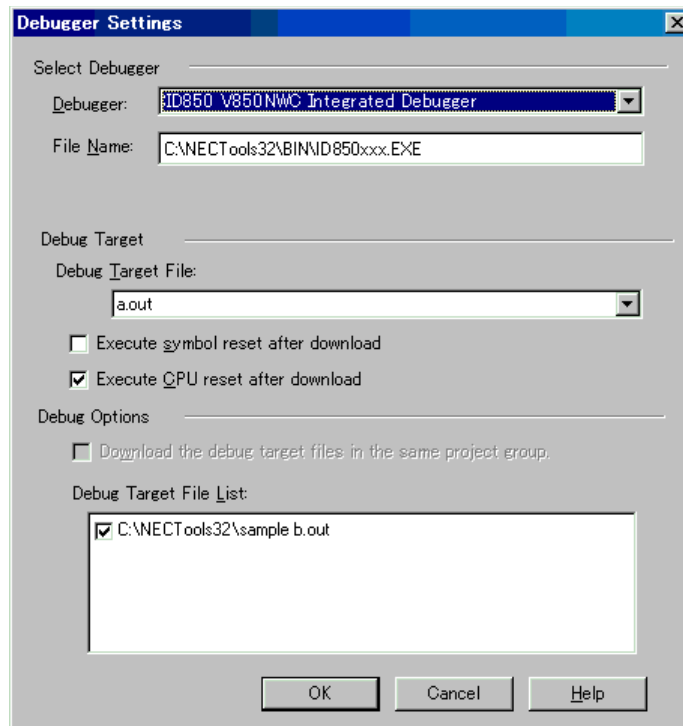 Debugger Settings
Select Debugger
Debugger:
ID850 V850NWC Integrated Debugger
File Name:
C:\NECTools32\BIN\ID850xxx.EXE
Debug Target
Debug Target File:
a.out
Execute symbol reset after download
Execute CPU reset after download
Debug Options
Download the debug target files in the same project group.
Debug Target File List:
C:\NECTools32\sample b.out
OK
Cancel
Help